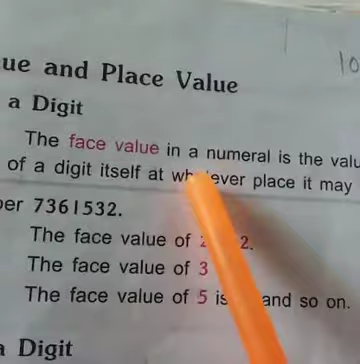 ue and Place Value
10
a Digit
The face value in a numeral is the valu
of a digit itself at wh ever place it may
er 7361532.
The face value of 2 2.
The face value of 3
The face value of 5 is and so on.
a Digit